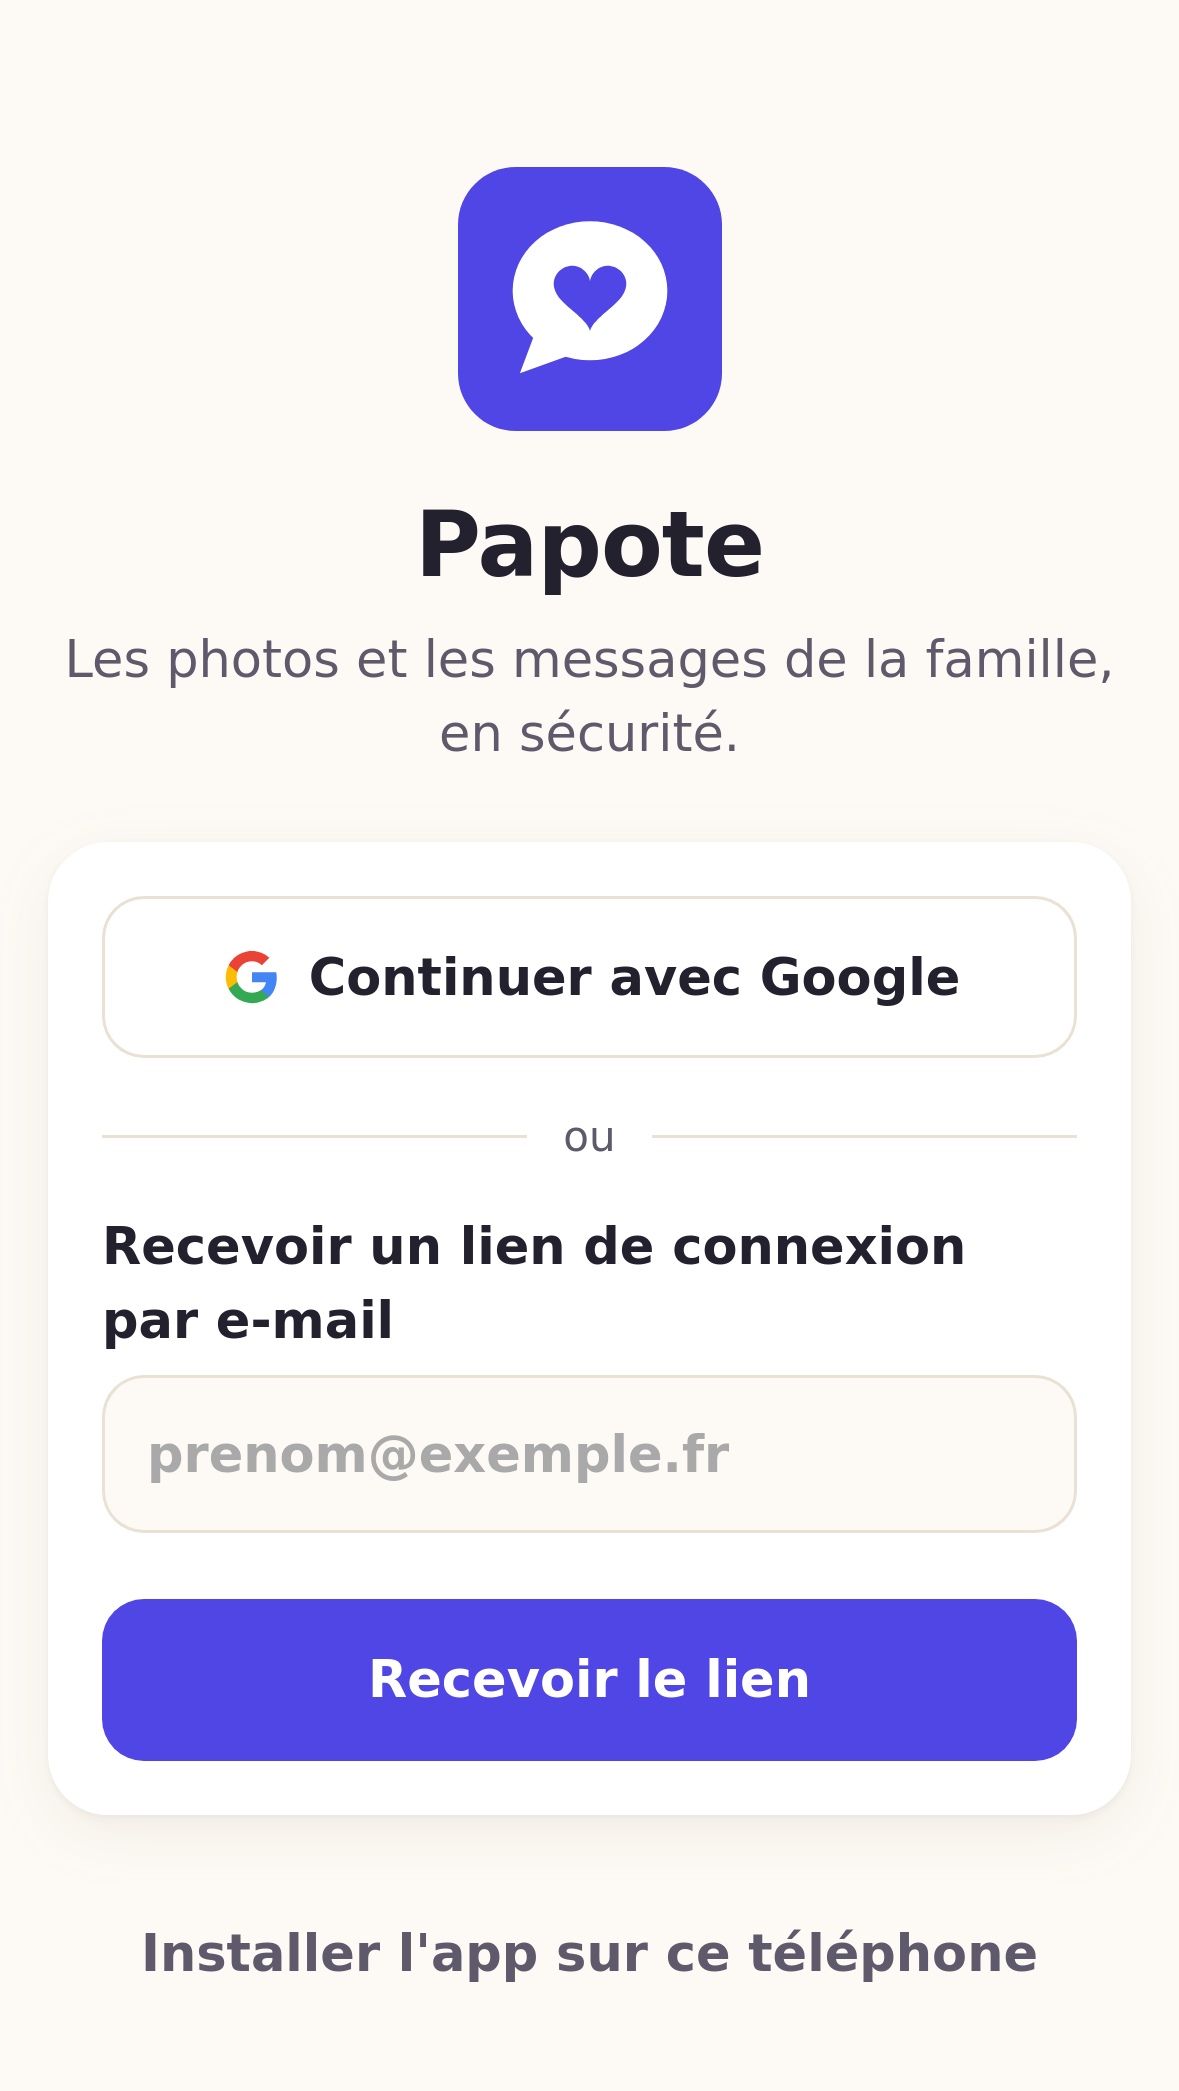 Papote
Les photos et les messages de la famille,
en sécurité.
Continuer avec Google
ou
Recevoir un lien de connexion
par e-mail
prenom@exemple.fr
Recevoir le lien
Installer l'app sur ce téléphone